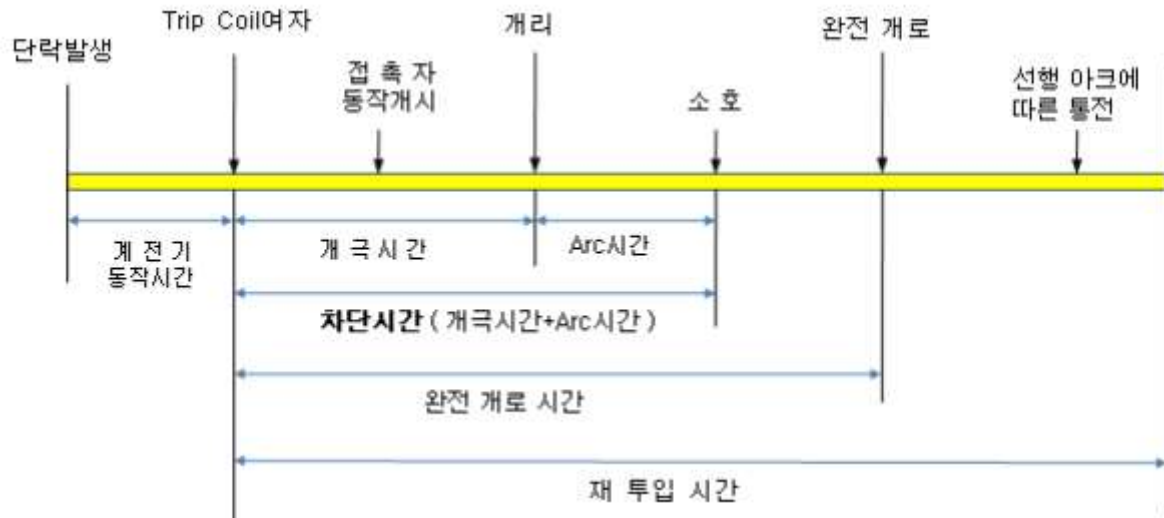 단락발생
Trip Coil여자
접 촉 자
동작개시
개리
소 호
완전 개로
선행 아크에
따른 통전
계 전 기
동작시간
개 극 시 간
Arc시간
차단시간 ( 개극시간+Arc시간 )
완전 개로 시간
재 투입 시간